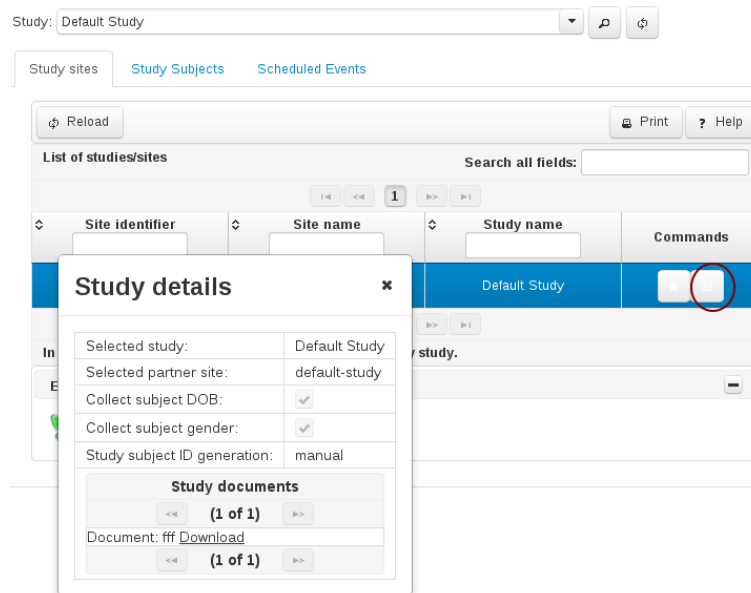 Study: Default Study
Study sites Study Subjects Scheduled Events
Reload Print ? Help
List of studies/sites Search all fields:
1
Site identifier Site name Study name Commands
Default Study
Study details
Selected study: Default Study
Selected partner site: default-study
In
study.
Collect subject DOB:
E
Collect subject gender:
Study subject ID generation: manual
Study documents
(1 of 1)
Document: fff Download
(1 of 1)